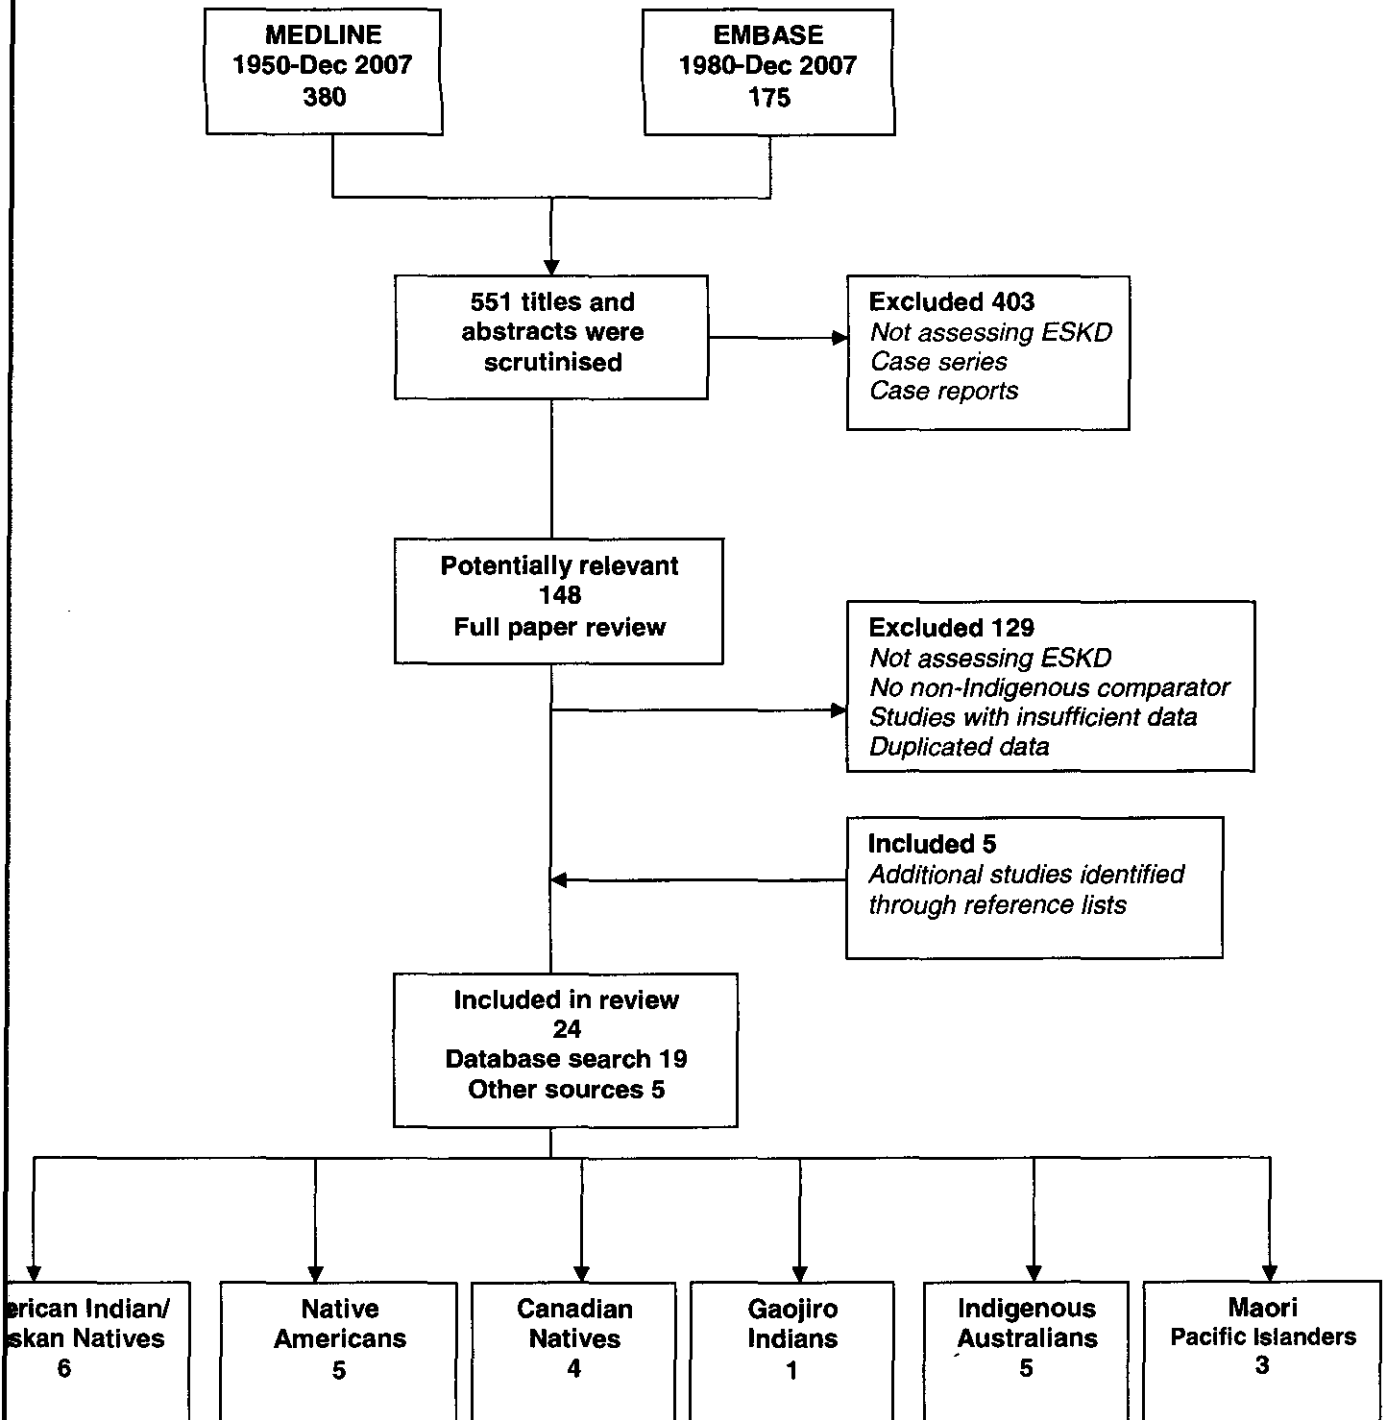 MEDLINE
1950-Dec 2007
380
EMBASE
1980-Dec 2007
175
551 titles and
abstracts were
scrutinised
Excluded 403
Not assessing ESKD
Case series
Case reports
Potentially relevant
148
Full paper review
Excluded 129
Not assessing ESKD
No non-Indigenous comparator
Studies with insufficient data
Duplicated data
Included 5
Additional studies identified
through reference lists
Included in review
24
Database search 19
Other sources 5
erican Indian/
skan Natives
6
Native
Americans
5
Canadian
Natives
4
Gaojiro
Indians
1
Indigenous
Australians
5
Maori
Pacific Islanders
3